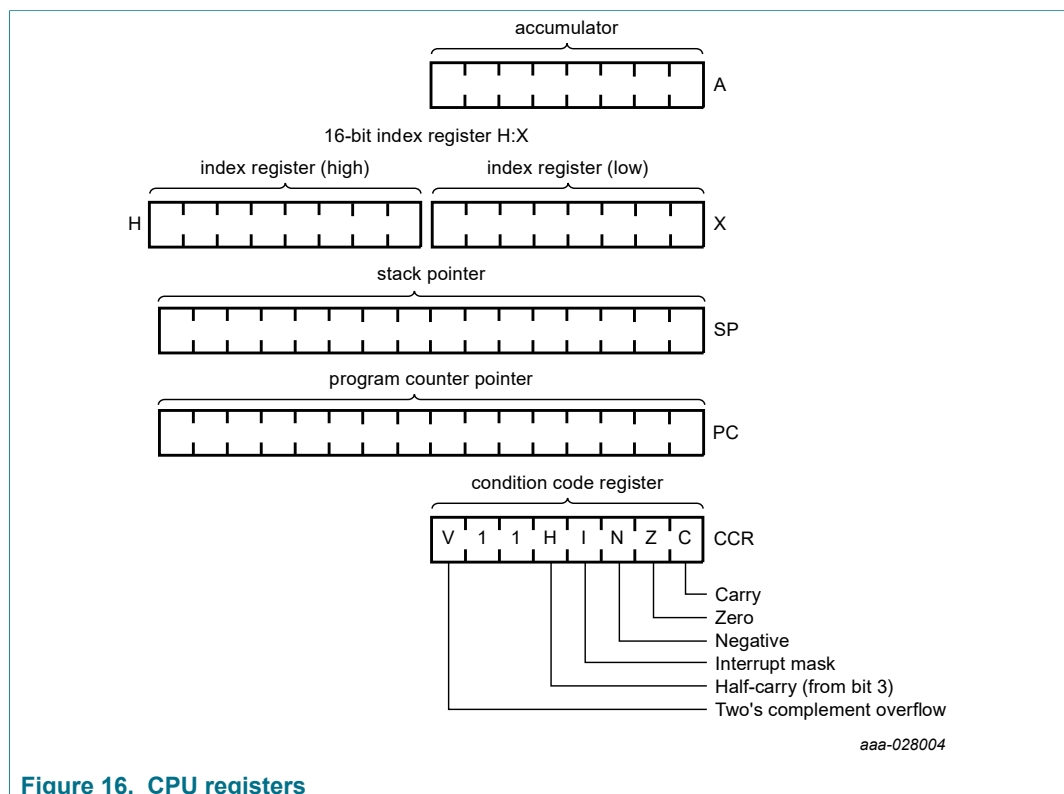 accumulator
A
16-bit index register H:X
index register (high) index register (low)
H X
stack pointer
SP
program counter pointer
PC
condition code register
V 1 1 H I N Z C CCR
Carry
Zero
Negative
Interrupt mask
Half-carry (from bit 3)
Two's complement overflow
aaa-028004
Figure 16. CPU registers